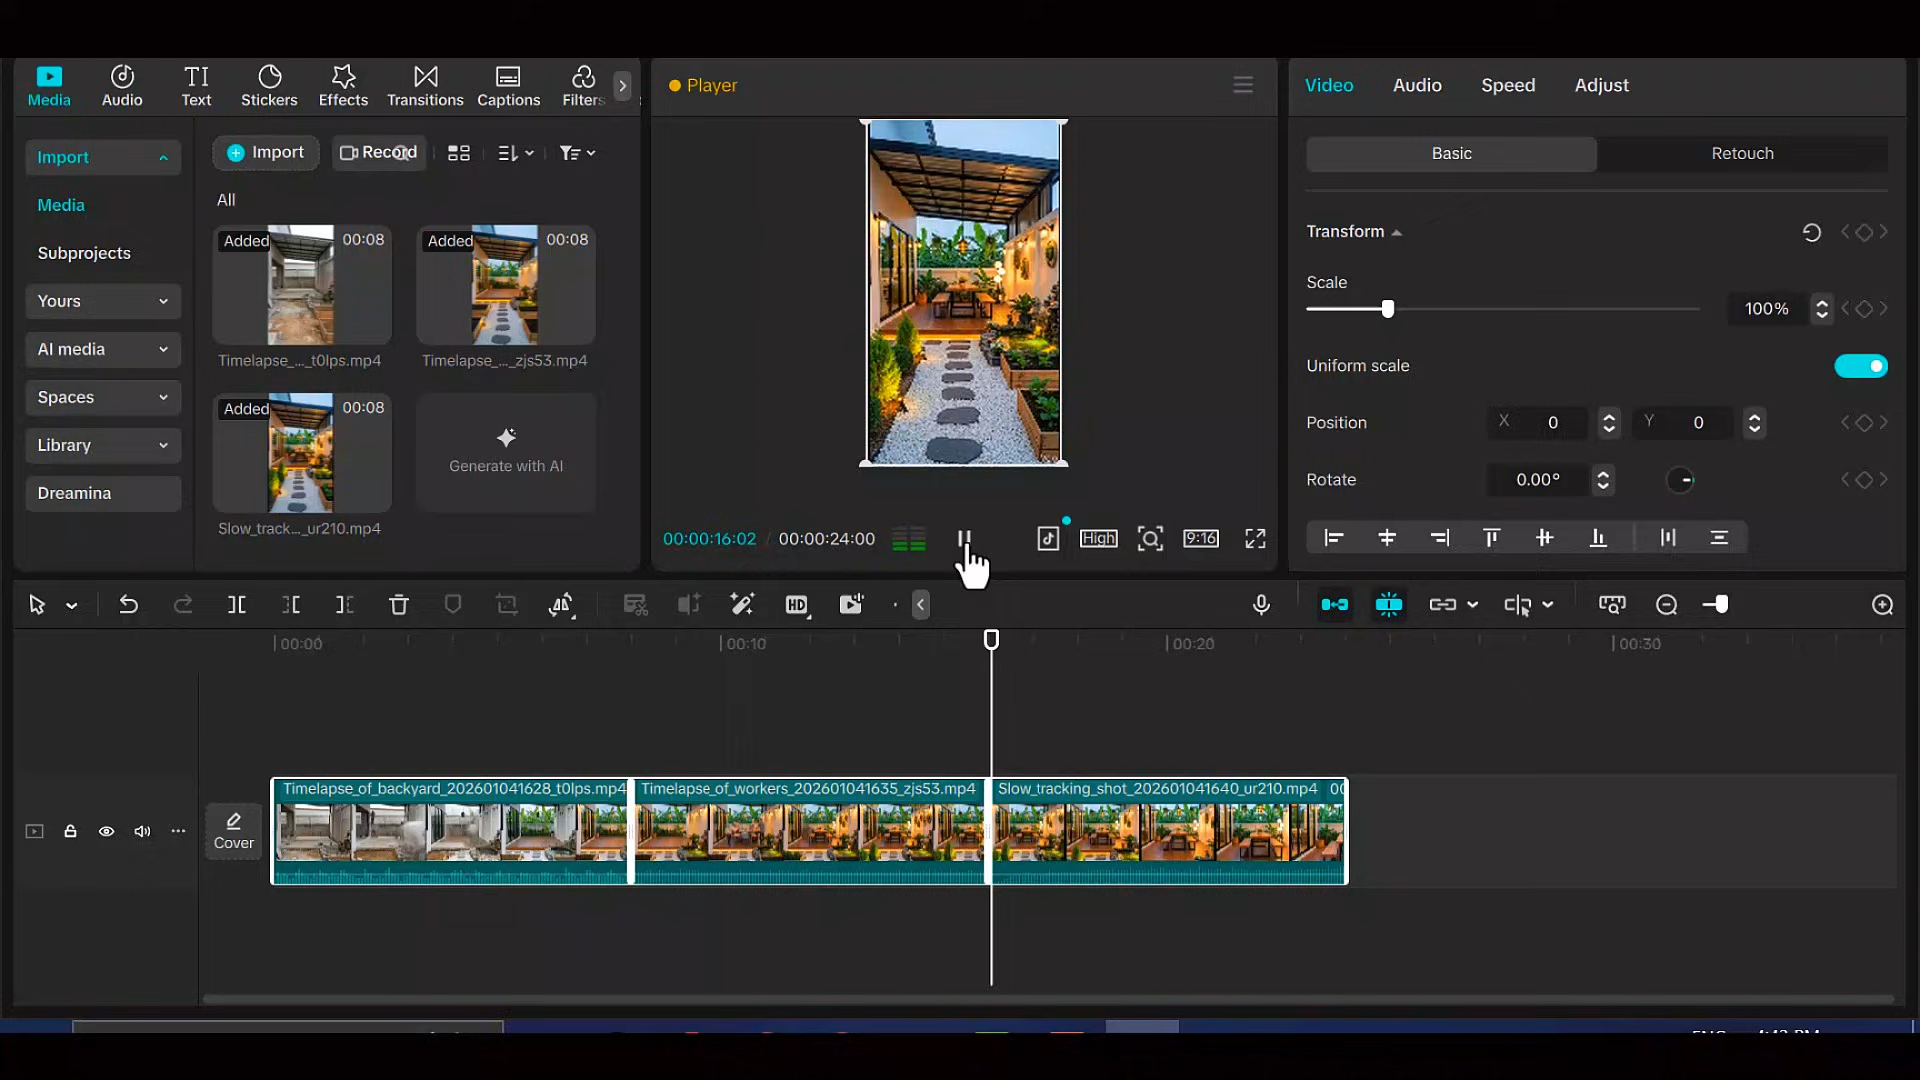 Media
Audio
Text
Stickers
Effects
Transitions
Captions
Filters
Player
Video
Audio
Speed
Adjust
Import
Media
Subprojects
Yours
AI media
Spaces
Library
Dreamina
Import
Record
All
Added
00:08
Timelapse_..._t0lps.mp4
Added
00:08
Timelapse_..._zjs53.mp4
Added
00:08
Slow_track..._ur210.mp4
Generate with AI
00:00:16:02 / 00:00:24:00
High
9:16
Basic
Retouch
Transform
Scale
100%
Uniform scale
Position
X 0
Y 0
Rotate
0.00°
HD
00:00
00:10
00:20
00:30
Cover
Timelapse_of_backyard_202601041628_t0lps.mp4
Timelapse_of_workers_202601041635_zjs53.mp4
Slow_tracking_shot_202601041640_ur210.mp4 00